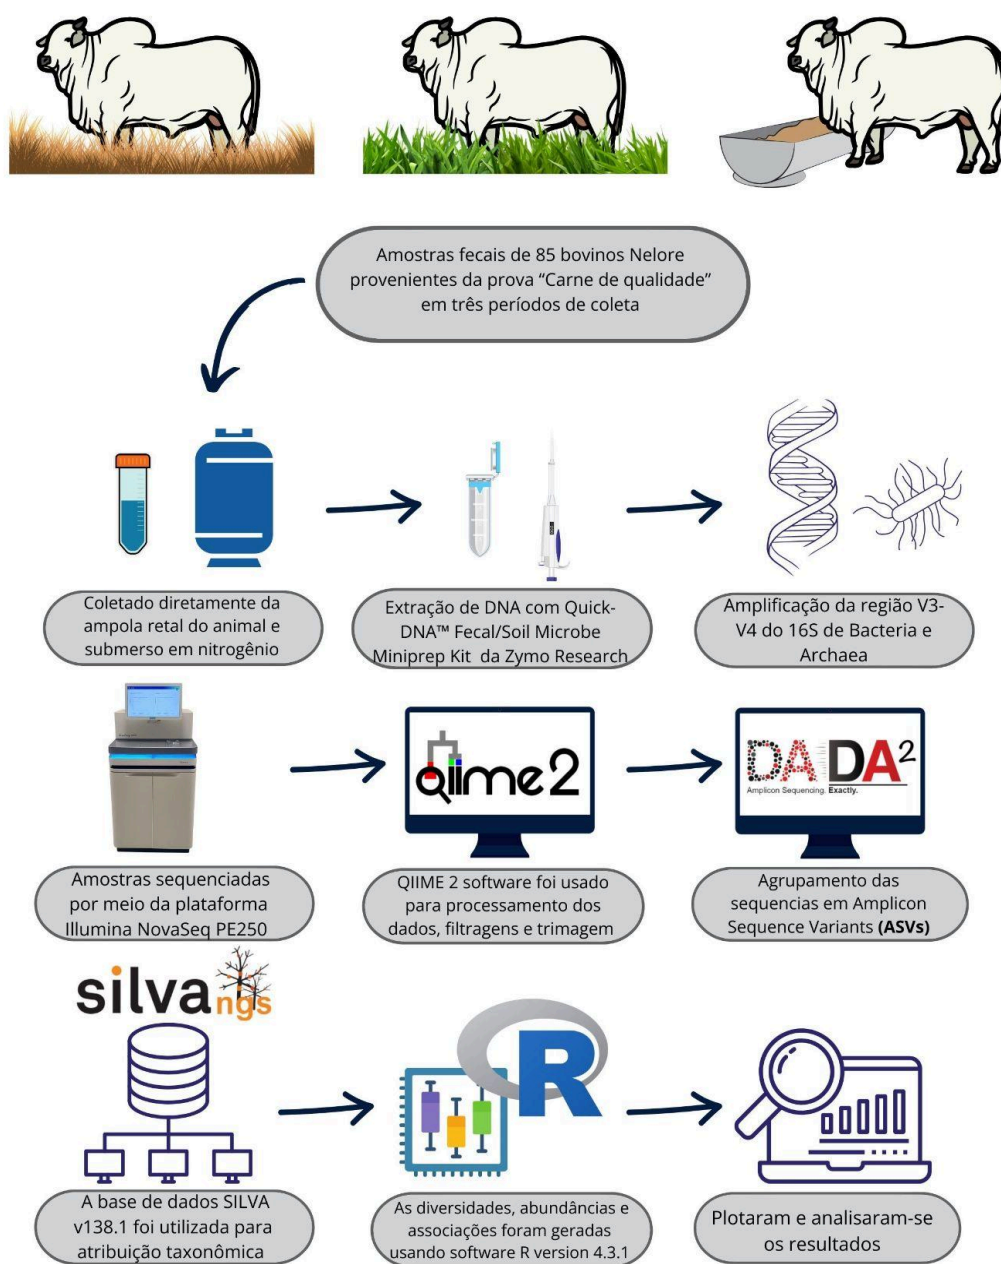 Amostras fecais de 85 bovinos Nelore
provenientes da prova “Carne de qualidade”
em três períodos de coleta
Coletado diretamente da
ampola retal do animal e
submerso em nitrogênio
Extração de DNA com Quick-
DNA™ Fecal/Soil Microbe
Miniprep Kit da Zymo Research
Amplificação da região V3-
V4 do 16S de Bacteria e
Archaea
qiime2
DADA2
Amplicon Sequencing. Exactly.
Amostras sequenciadas
por meio da plataforma
Illumina NovaSeq PE250
QIIME 2 software foi usado
para processamento dos
dados, filtragens e trimagem
Agrupamento das
sequencias em Amplicon
Sequence Variants (ASVs)
silvangs
R
A base de dados SILVA
v138.1 foi utilizada para
atribuição taxonômica
As diversidades, abundâncias e
associações foram geradas
usando software R version 4.3.1
Plotaram e analisaram-se
os resultados